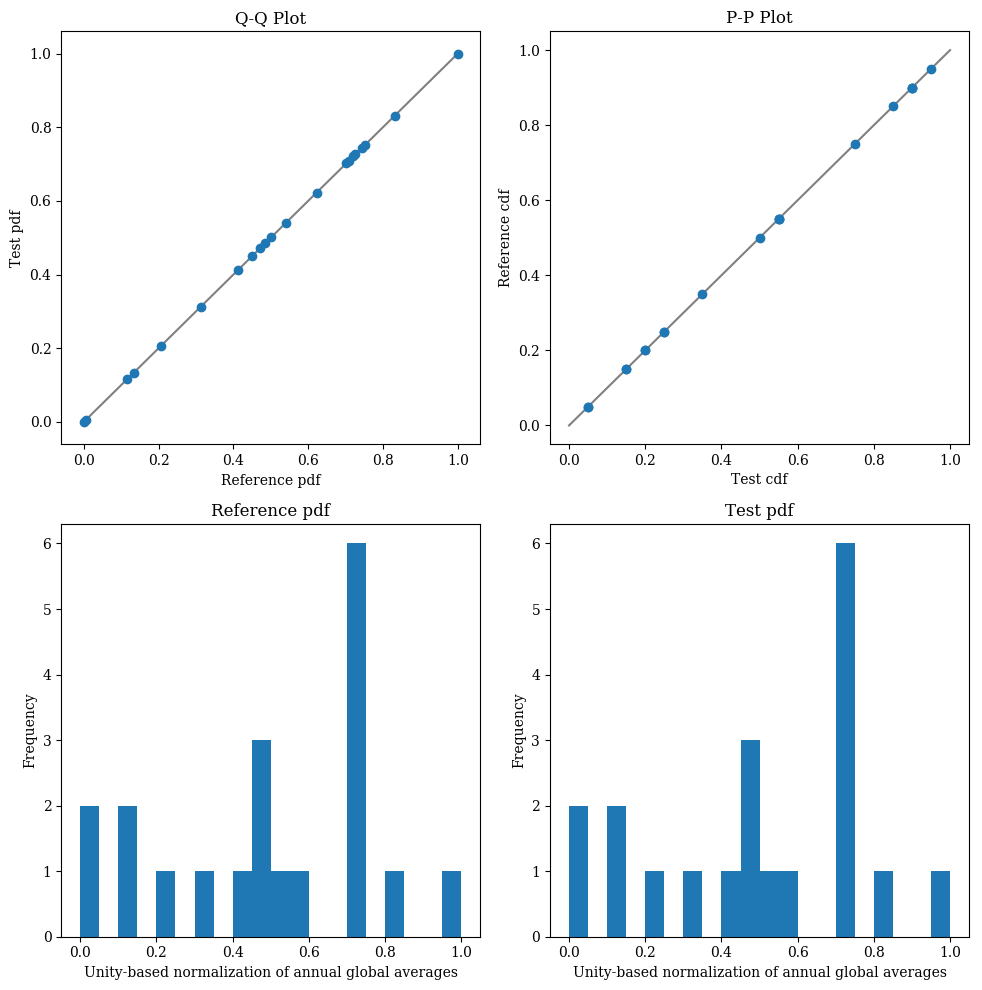 Q-Q Plot
1.0
0.8
0.6
0.4
0.2
0.0
Test pdf
0.0 0.2 0.4 0.6 0.8 1.0
Reference pdf
P-P Plot
1.0
0.8
0.6
0.4
0.2
0.0
Reference cdf
0.0 0.2 0.4 0.6 0.8 1.0
Test cdf
Reference pdf
6
5
4
3
2
1
0
Frequency
0.0 0.2 0.4 0.6 0.8 1.0
Unity-based normalization of annual global averages
Test pdf
6
5
4
3
2
1
0
Frequency
0.0 0.2 0.4 0.6 0.8 1.0
Unity-based normalization of annual global averages